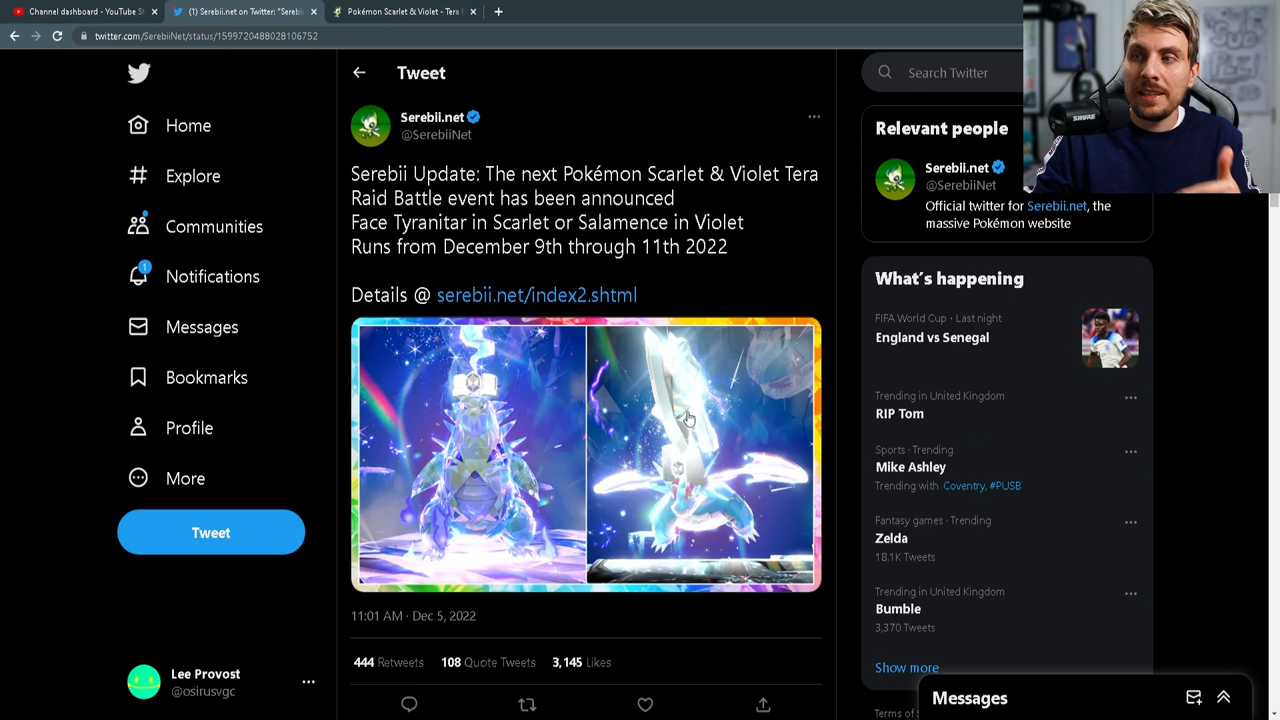 Channel dashboard - YouTube S
(1) Serebii.net on Twitter: "Serebi
Pokémon Scarlet & Violet - Tera
twitter.com/SerebiiNet/status/1599720488028106752
Home
Explore
Communities
1
Notifications
Messages
Bookmarks
Profile
More
Tweet
Lee Provost
@osirusvgc
Tweet
Serebii.net
@SerebiiNet
Serebii Update: The next Pokémon Scarlet & Violet Tera
Raid Battle event has been announced
Face Tyranitar in Scarlet or Salamence in Violet
Runs from December 9th through 11th 2022
Details @ serebii.net/index2.shtml
11:01 AM · Dec 5, 2022
444 Retweets 108 Quote Tweets 3,145 Likes
Search Twitter
SHURE
Relevant people
Serebii.net
@SerebiiNet
Official twitter for Serebii.net, the
massive Pokémon website
What's happening
FIFA World Cup · Last night
England vs Senegal
Trending in United Kingdom
RIP Tom
Sports · Trending
Mike Ashley
Trending with Coventry, #PUSB
Fantasy games · Trending
Zelda
18.1K Tweets
Trending in United Kingdom
Bumble
3,370 Tweets
Show more
Terms of S
Messages